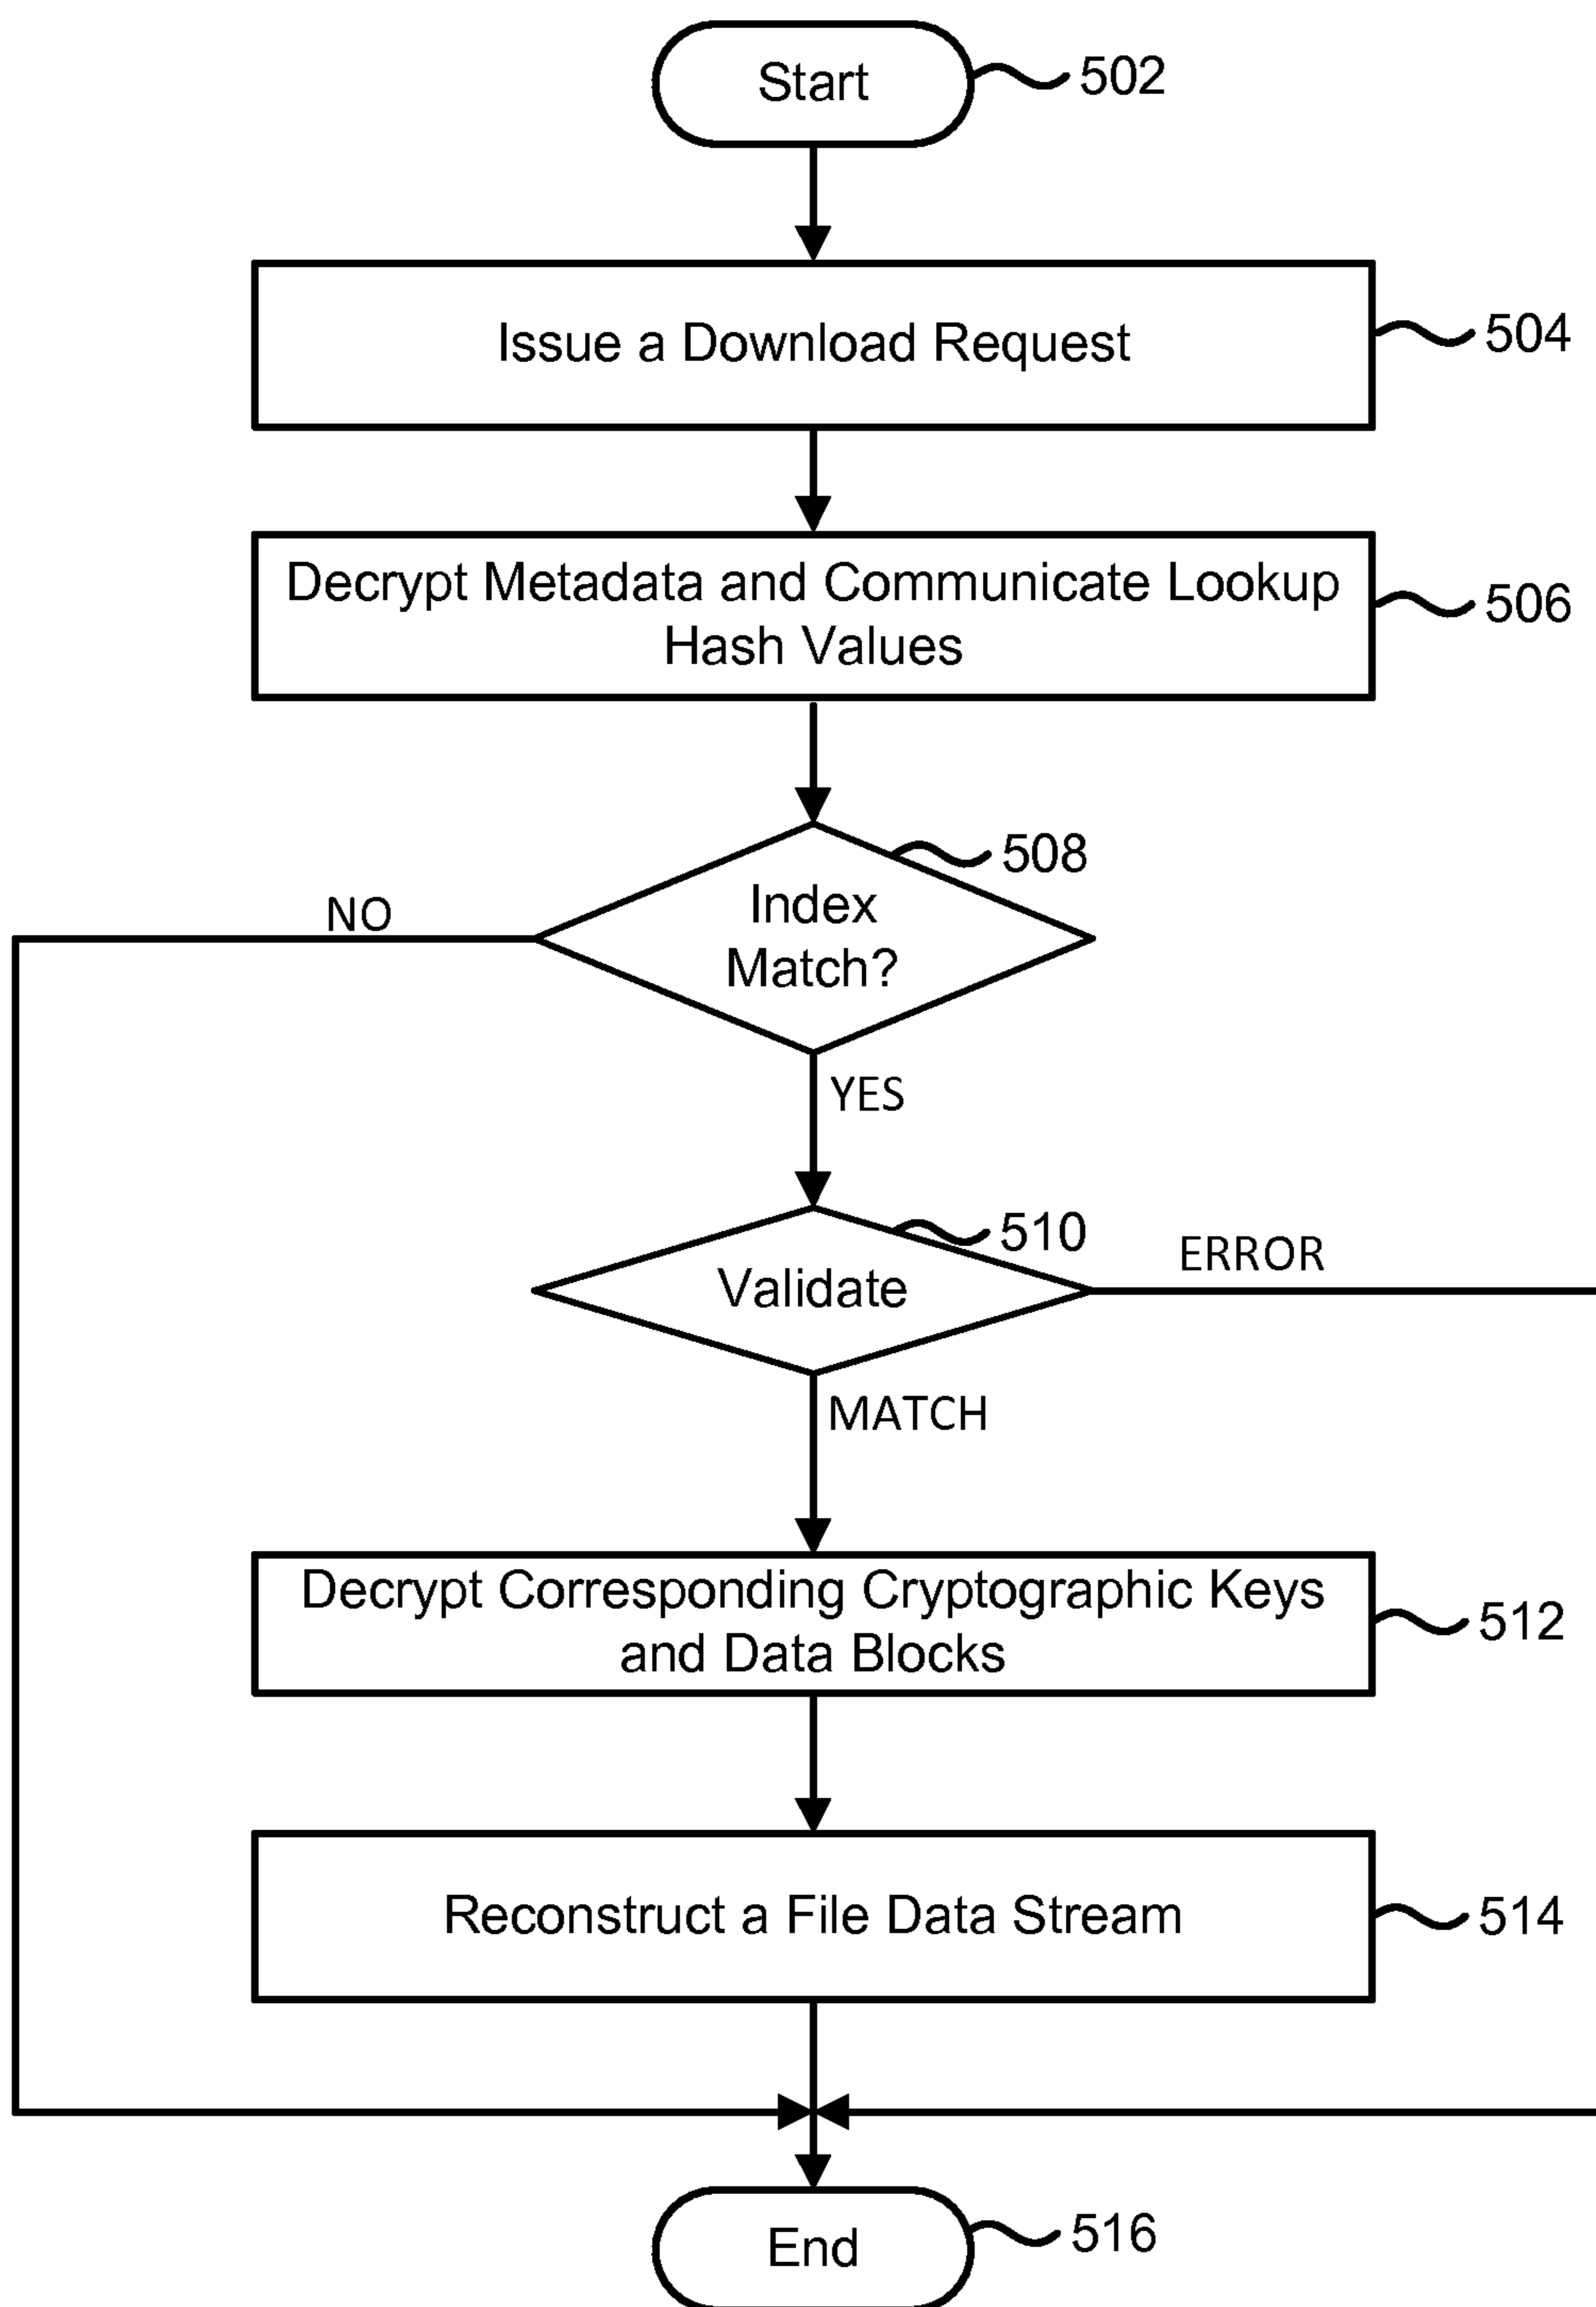 Start
502
Issue a Download Request
504
Decrypt Metadata and Communicate Lookup
Hash Values
506
508
Index
Match?
NO
YES
510
Validate
ERROR
MATCH
Decrypt Corresponding Cryptographic Keys
and Data Blocks
512
Reconstruct a File Data Stream
514
End
516